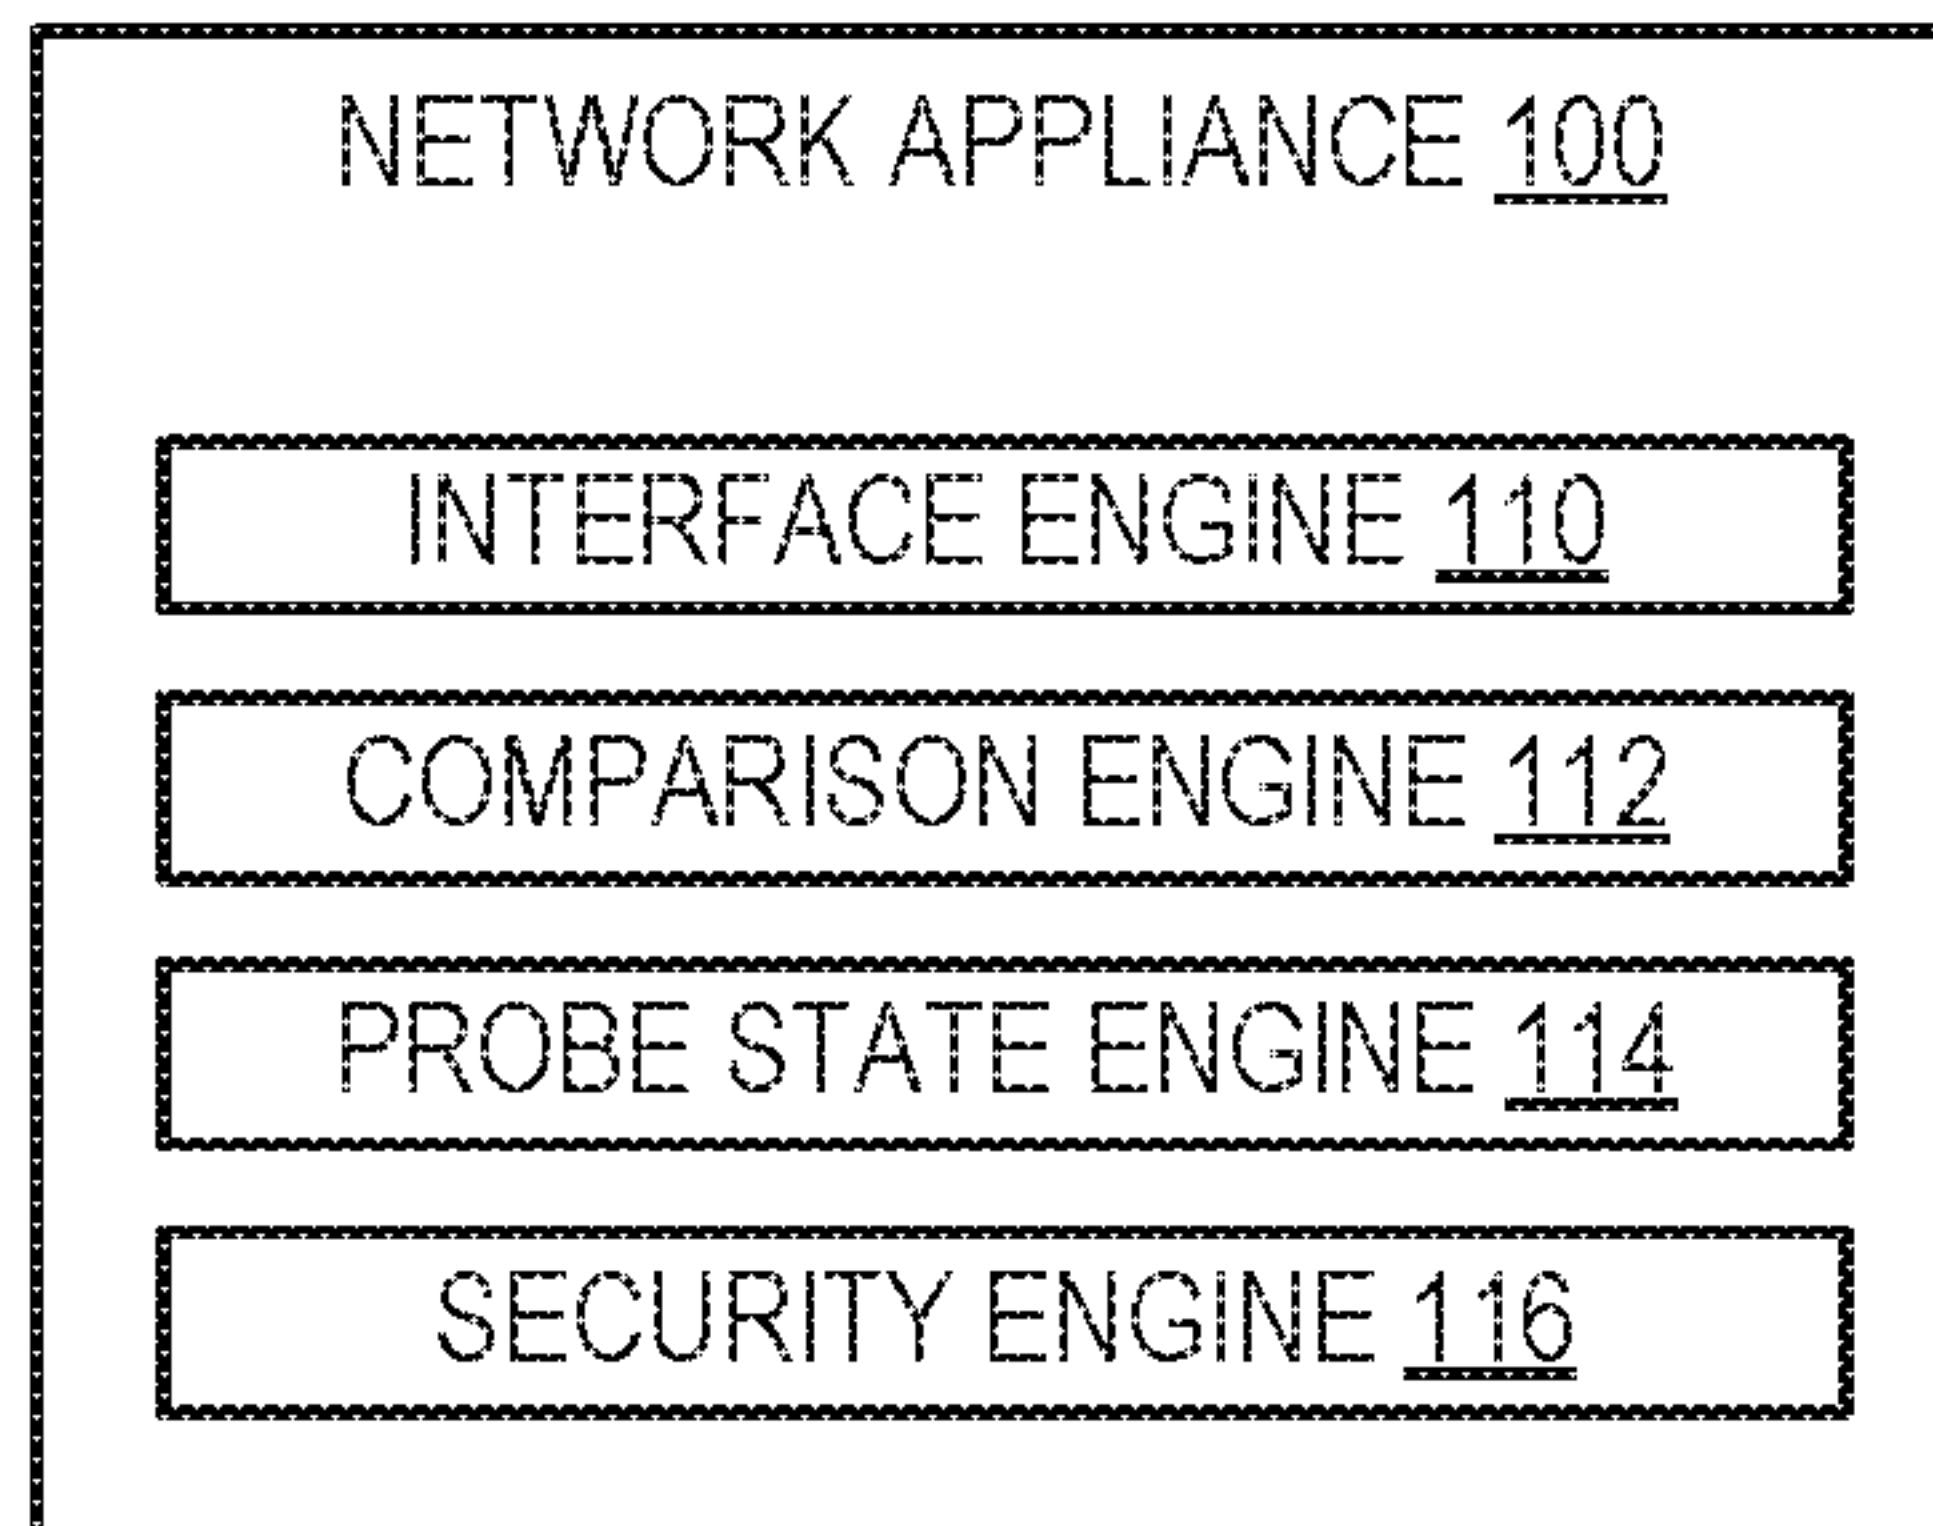 NETWORK APPLIANCE 100
INTERFACE ENGINE 110
COMPARISON ENGINE 112
PROBE STATE ENGINE 114
SECURITY ENGINE 116